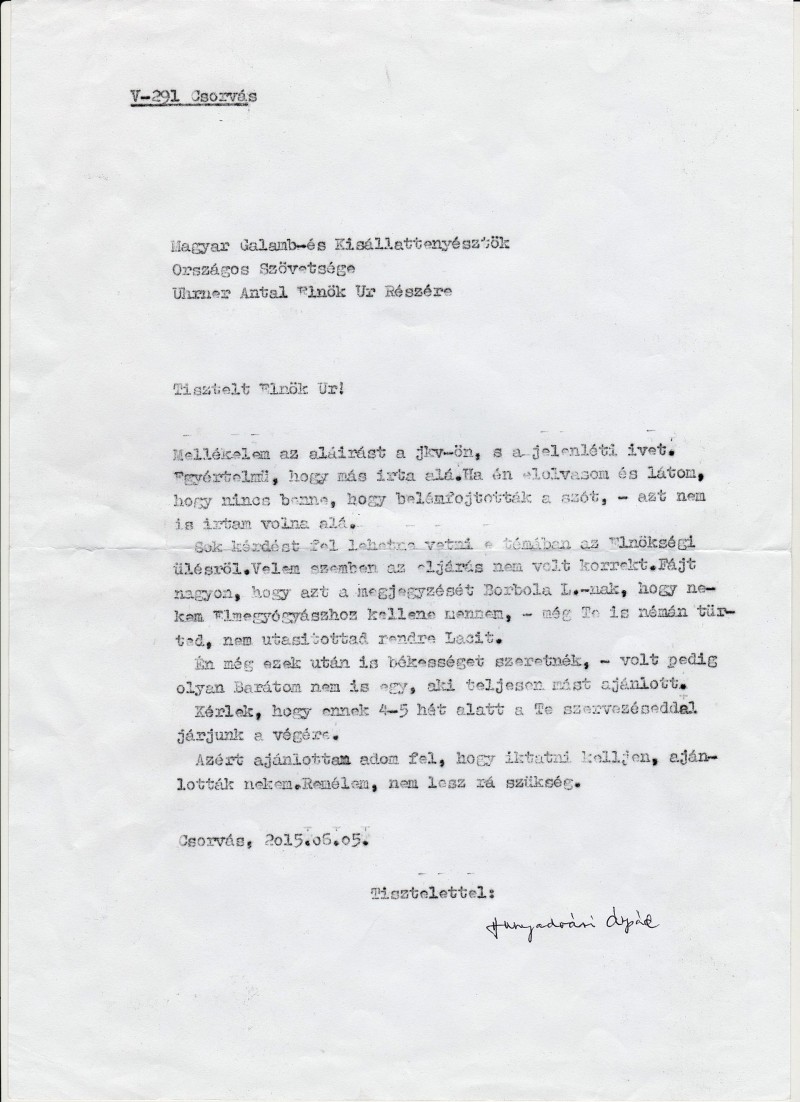 V-291 Csorvás
Magyar Galamb-és Kisállattenyésztök
Országos Szövetsége
Uhrner Antal Elnök Ur Részére
Tisztelt Elnök Ur!
Mellékelem az aláirást a jkv-ön, s a jelenléti ivet.
Egyértelmü, hogy más irta alá.Ha én elolvasom és látom,
hogy nincs benne, hogy belémfojtották a szót, - azt nem
is irtam volna alá.
Sok kérdést fel lehetne vetni e témában az Elnökségi
ülésről.Velem szemben az eljárás nem volt korrekt.Fájt
nagyon, hogy azt a megjegyzését Borbola L.-nak, hogy ne-
kem Elmegyógyászhoz kellene mennem, - még Te is némán tür-
ted, nem utasitottad rendre Lacit.
Én még ezek után is békességet szeretnék, - volt pedig
olyan Barátom nem is egy, aki teljesen mást ajánlott.
Kérlek, hogy ennek 4-5 hét alatt a Te szervezéseddal
járjunk a végére.
Azért ajánlottan adom fel, hogy iktatni kelljen, aján-
lották nekem.Remélem, nem lesz rá szükség.
Csorvás, 2015.06.05.
Tisztelettel:
Hunyadvári Árpád